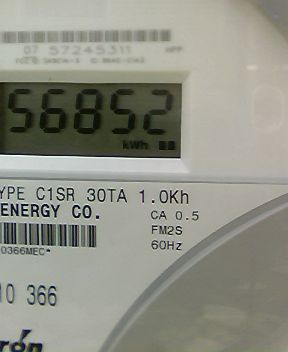 07 57245311
56852
kWh
YPE C1SR 30TA 1.0Kh
ENERGY CO.
CA 0.5
FM2S
60Hz
0366MEC*
10 366
rón